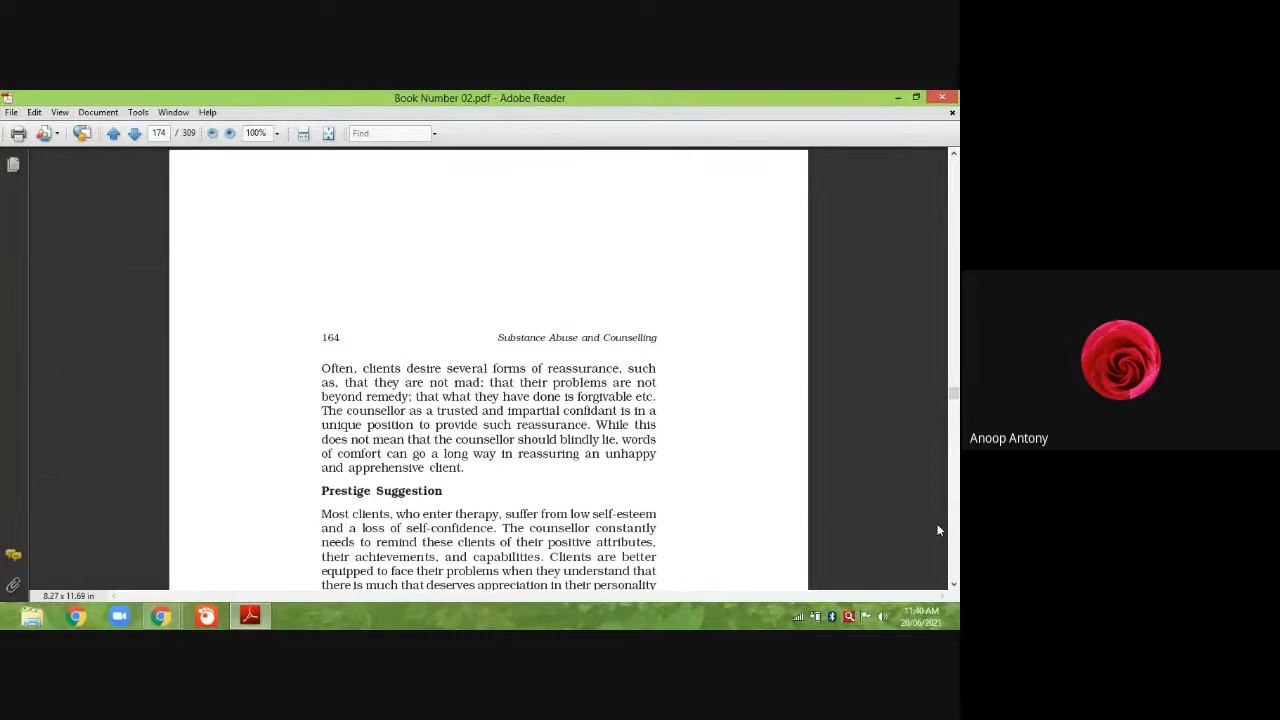 Book Number 02.pdf - Adobe Reader
File Edit View Document Tools Window Help
174 / 309 100% Find
164 Substance Abuse and Counselling
Often, clients desire several forms of reassurance, such
as, that they are not mad; that their problems are not
beyond remedy; that what they have done is forgivable etc.
The counsellor as a trusted and impartial confidant is in a
unique position to provide such reassurance. While this
does not mean that the counsellor should blindly lie, words
of comfort can go a long way in reassuring an unhappy
and apprehensive client.
Prestige Suggestion
Most clients, who enter therapy, suffer from low self-esteem
and a loss of self-confidence. The counsellor constantly
needs to remind these clients of their positive attributes,
their achievements, and capabilities. Clients are better
equipped to face their problems when they understand that
there is much that deserves appreciation in their personality
8.27 x 11.69 in
11:40 AM
20/06/2021
Anoop Antony